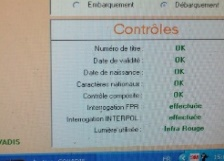 Embarquement Débarquement
Contrôles
Numéro de titre: OK
Date de validité: OK
Date de naissance: OK
Caractères nationaux: OK
Contrôle composite: OK
Interrogation FPR: effectuée
Interrogation INTERPOL: effectuée
Lumière utilisée: Infra Rouge
VADIS